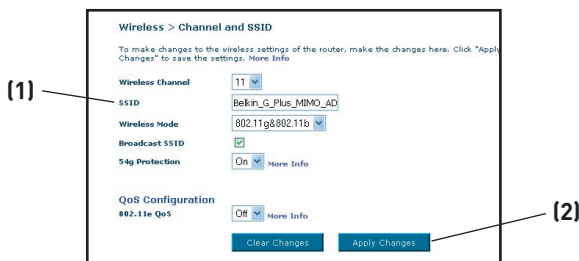 Wireless > Channel and SSID
To make changes to the wireless settings of the router, make the changes here. Click "Apply
Changes" to save the settings. More Info
Wireless Channel 11
(1)
SSID Belkin_G_Plus_MIMO_AD
Wireless Mode 802.11g&802.11b
Broadcast SSID
54g Protection On More Info
QoS Configuration
802.11e QoS Off More Info
(2)
Clear Changes Apply Changes